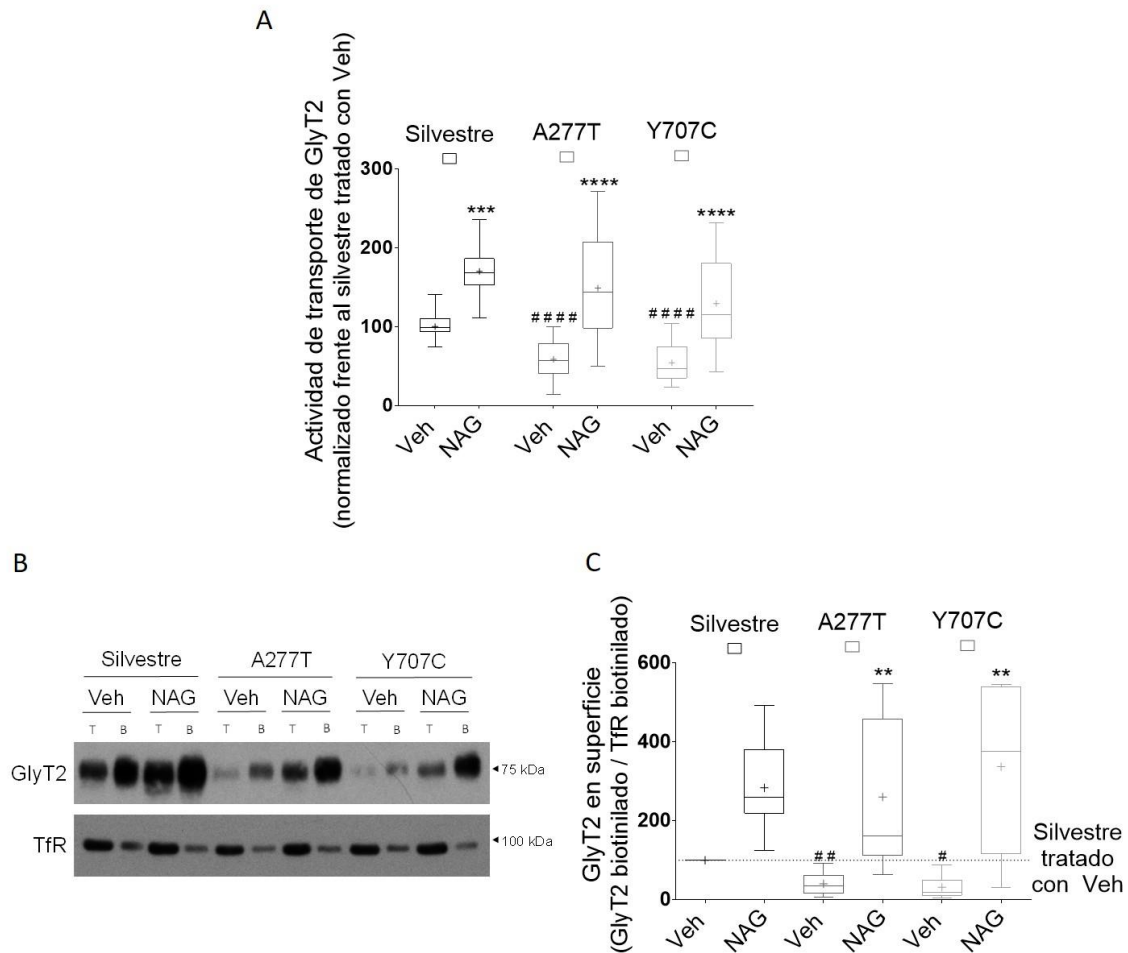 A
Actividad de transporte de GlyT2
(normalizado frente al silvestre tratado con Veh)
Silvestre
A277T
Y707C
300
200
100
0
***
####
****
####
****
Veh
NAG
Veh
NAG
Veh
NAG
B
Silvestre
A277T
Y707C
Veh
NAG
Veh
NAG
Veh
NAG
T B T B T B T B T B T B
GlyT2
◄75 kDa
TfR
◄100 kDa
C
GlyT2 en superficie
(GlyT2 biotinilado / TfR biotinilado)
Silvestre
A277T
Y707C
600
400
200
0
##
**
#
**
Silvestre
tratado
con Veh
Veh
NAG
Veh
NAG
Veh
NAG